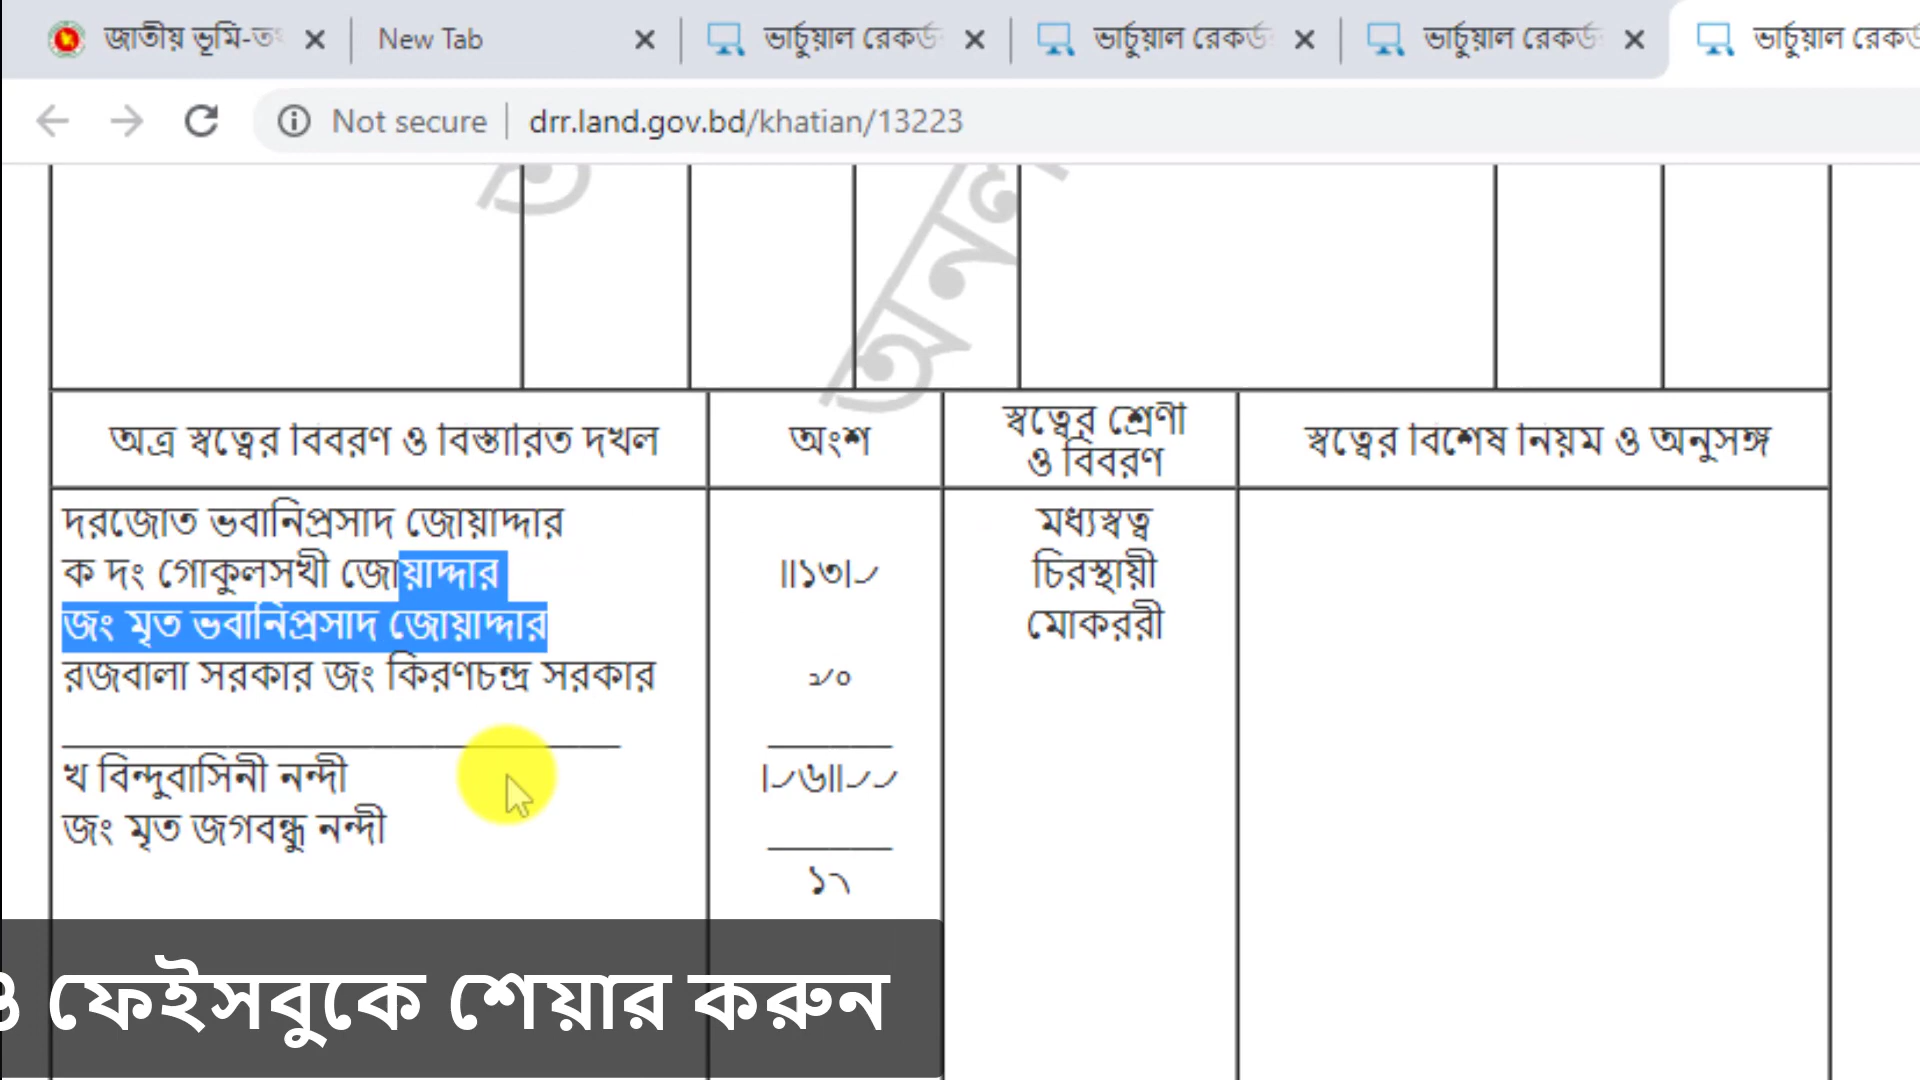 জাতীয় ভূমি-ত
New Tab
ভার্চুয়াল রেকর্ড
ভার্চুয়াল রেকর্ড
ভার্চুয়াল রেকর্ড
ভার্চুয়াল রেকর্ড
Not secure | drr.land.gov.bd/khatian/13223
অত্র স্বত্বের বিবরণ ও বিস্তারিত দখল
অংশ
স্বত্বের শ্রেণী
ও বিবরণ
স্বত্বের বিশেষ নিয়ম ও অনুসঙ্গ
দরজোত ভবানিপ্রসাদ জোয়াদ্দার
ক দং গোকুলসখী জোয়াদ্দার
জং মৃত ভবানিপ্রসাদ জোয়াদ্দার
রজবালা সরকার জং কিরণচন্দ্র সরকার
খ বিন্দুবাসিনী নন্দী
জং মৃত জগবন্ধু নন্দী
মধ্যস্বত্ব
চিরস্থায়ী
মোকররী
ও ফেইসবুকে শেয়ার করুন